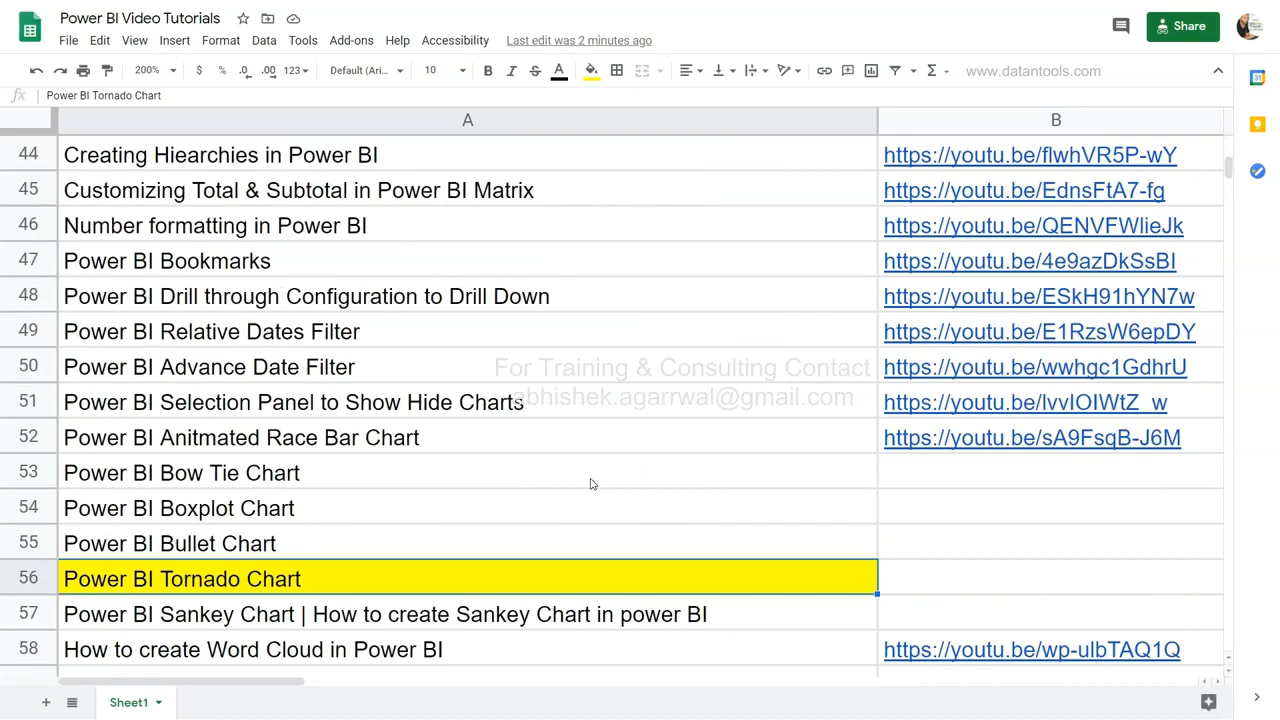 Power BI Video Tutorials
File Edit View Insert Format Data Tools Add-ons Help Accessibility Last edit was 2 minutes ago
Share
200% $ % .0 .00 123 Default (Ari... 10 B I S A Σ www.datantools.com
fx Power BI Tornado Chart
A B
44 Creating Hiearchies in Power BI https://youtu.be/flwhVR5P-wY
45 Customizing Total & Subtotal in Power BI Matrix https://youtu.be/EdnsFtA7-fg
46 Number formatting in Power BI https://youtu.be/QENVFWlieJk
47 Power BI Bookmarks https://youtu.be/4e9azDkSsBI
48 Power BI Drill through Configuration to Drill Down https://youtu.be/ESkH91hYN7w
49 Power BI Relative Dates Filter https://youtu.be/E1RzsW6epDY
50 Power BI Advance Date Filter https://youtu.be/wwhgc1GdhrU
For Training & Consulting Contact
51 Power BI Selection Panel to Show Hide Charts https://youtu.be/lvvIOIWtZ_w
abhishek.agarrwal@gmail.com
52 Power BI Anitmated Race Bar Chart https://youtu.be/sA9FsqB-J6M
53 Power BI Bow Tie Chart
54 Power BI Boxplot Chart
55 Power BI Bullet Chart
56 Power BI Tornado Chart
57 Power BI Sankey Chart | How to create Sankey Chart in power BI
58 How to create Word Cloud in Power BI https://youtu.be/wp-ulbTAQ1Q
Sheet1